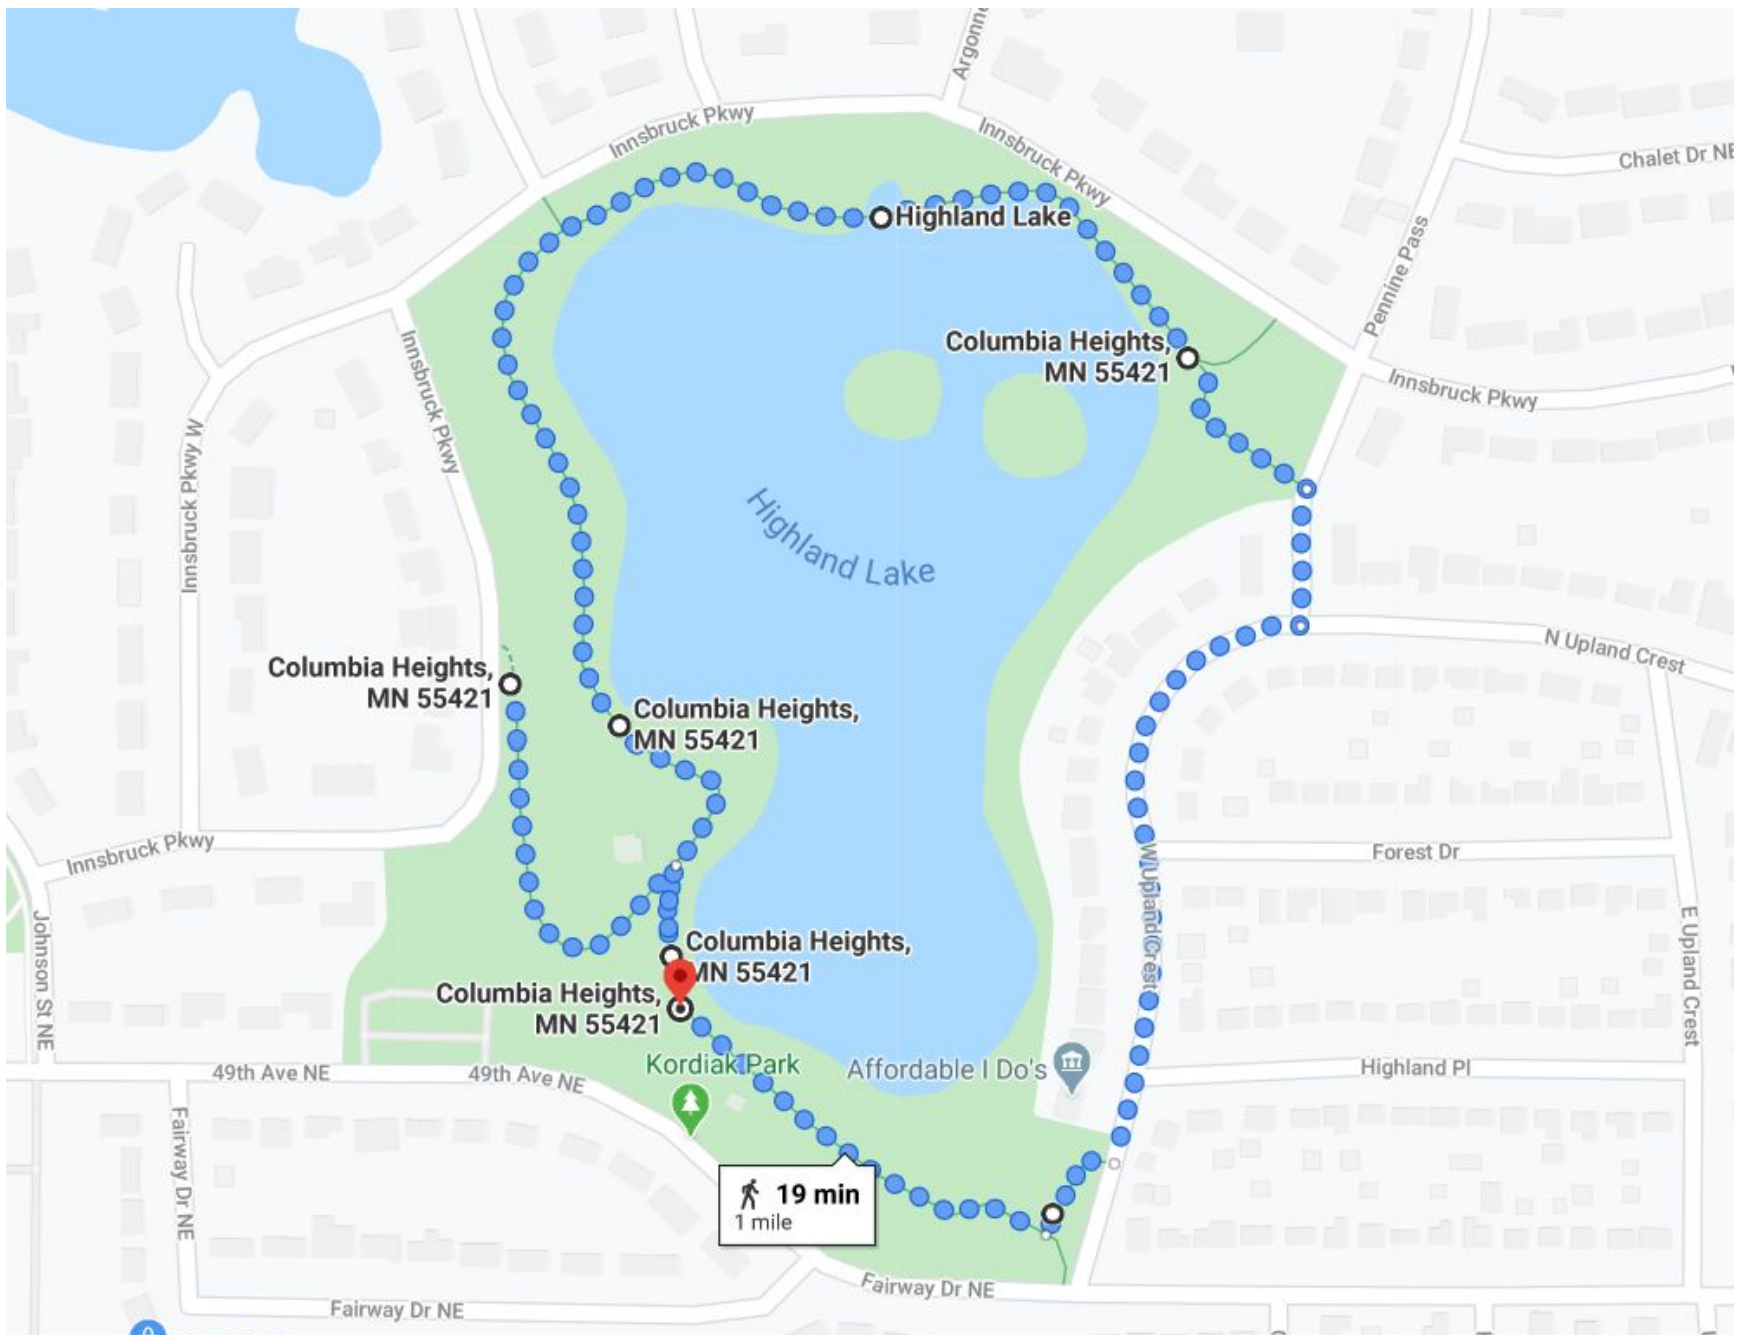 Argonne
Innsbruck Pkwy
Innsbruck Pkwy
Chalet Dr NE
Highland Lake
Pennine Pass
Columbia Heights,
MN 55421
Innsbruck Pkwy
Innsbruck Pkwy
Innsbruck Pkwy W
Highland Lake
N Upland Crest
Columbia Heights,
MN 55421
Columbia Heights,
MN 55421
Innsbruck Pkwy
Forest Dr
W Upland Crest
E Upland Crest
Johnson St NE
Columbia Heights,
MN 55421
Columbia Heights,
MN 55421
Kordiak Park
Affordable I Do's
Highland Pl
49th Ave NE
49th Ave NE
Fairway Dr NE
19 min
1 mile
Fairway Dr NE
Fairway Dr NE